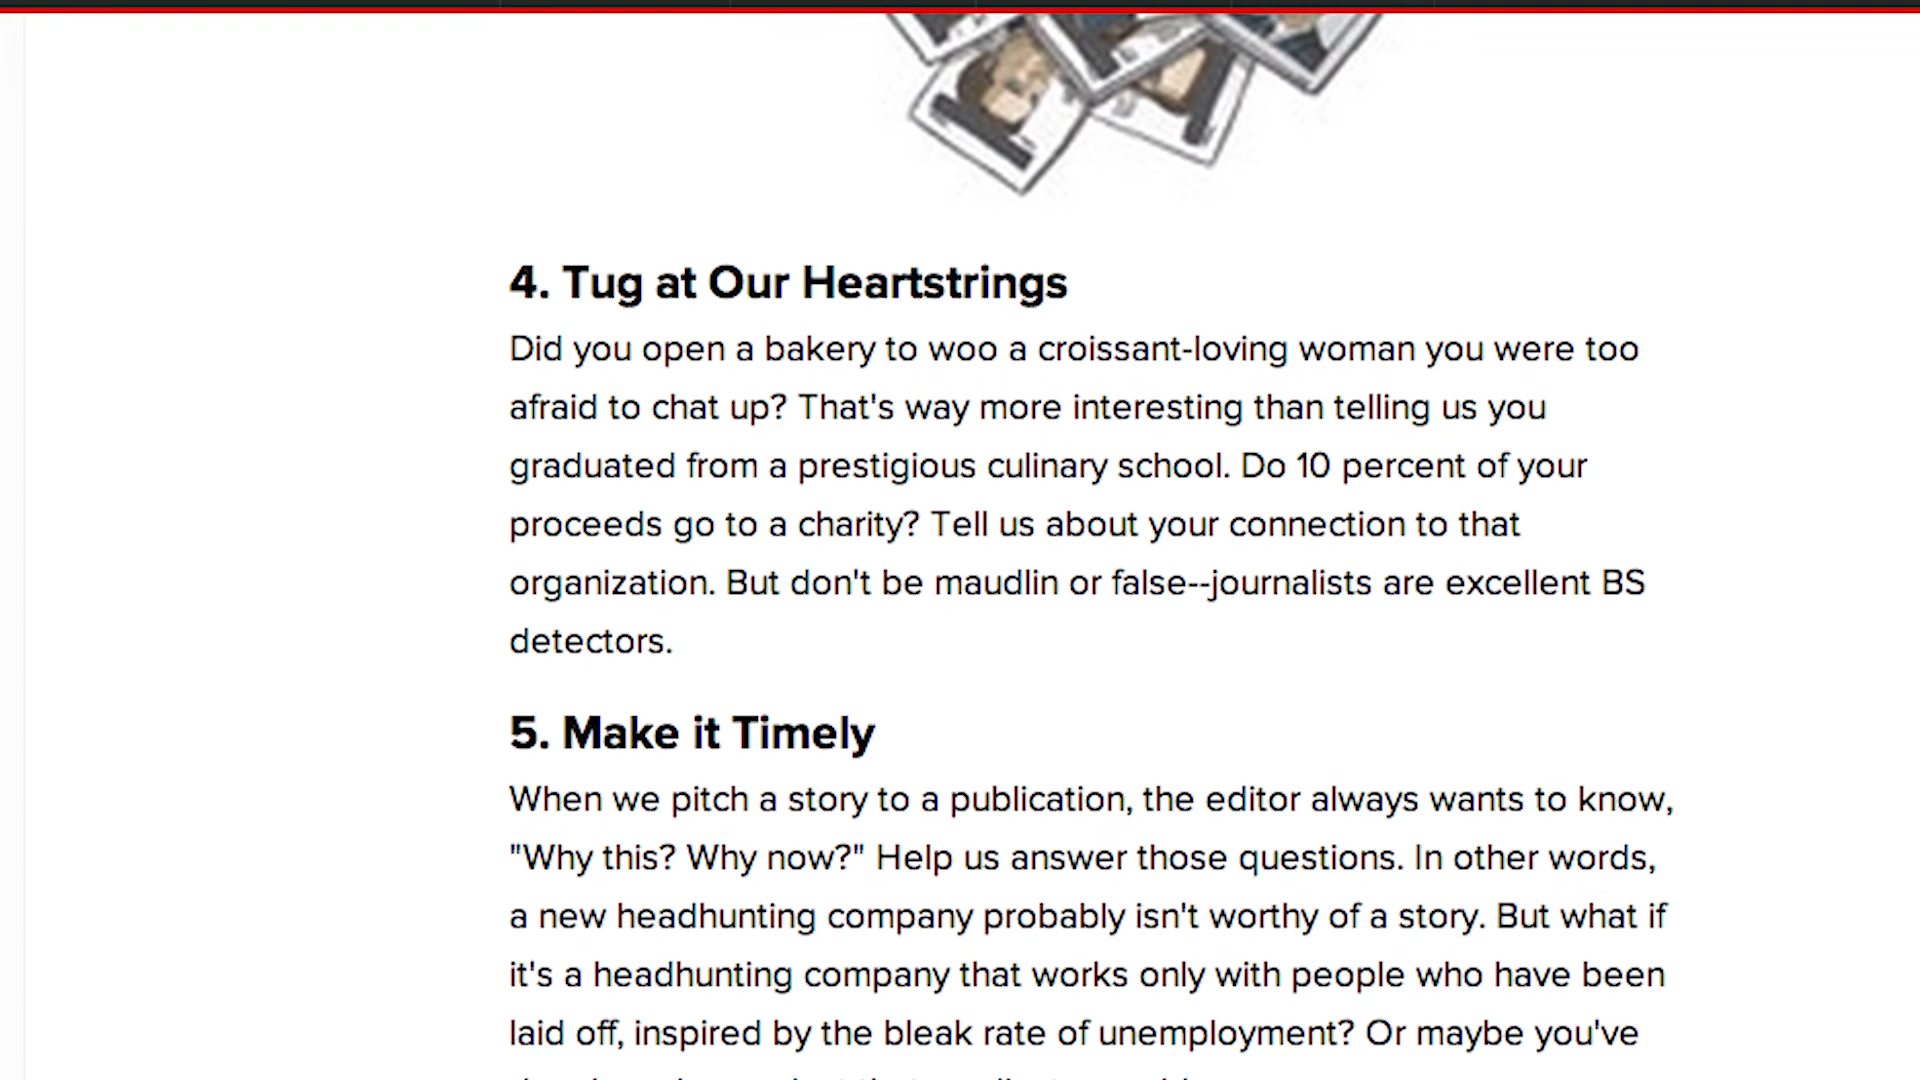 4. Tug at Our Heartstrings
Did you open a bakery to woo a croissant-loving woman you were too
afraid to chat up? That's way more interesting than telling us you
graduated from a prestigious culinary school. Do 10 percent of your
proceeds go to a charity? Tell us about your connection to that
organization. But don't be maudlin or false--journalists are excellent BS
detectors.
5. Make it Timely
When we pitch a story to a publication, the editor always wants to know,
"Why this? Why now?" Help us answer those questions. In other words,
a new headhunting company probably isn't worthy of a story. But what if
it's a headhunting company that works only with people who have been
laid off, inspired by the bleak rate of unemployment? Or maybe you've